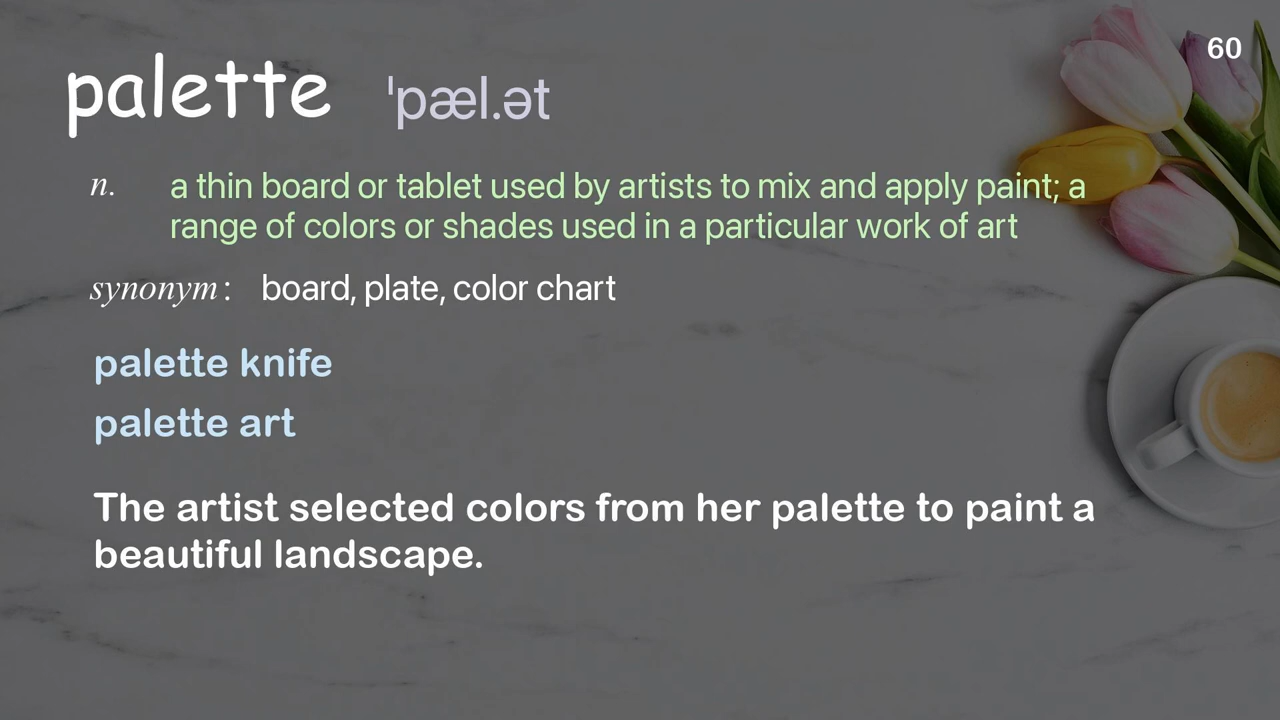 60
palette ˈpæl.ət
n. a thin board or tablet used by artists to mix and apply paint; a
range of colors or shades used in a particular work of art
synonym : board, plate, color chart
palette knife
palette art
The artist selected colors from her palette to paint a
beautiful landscape.